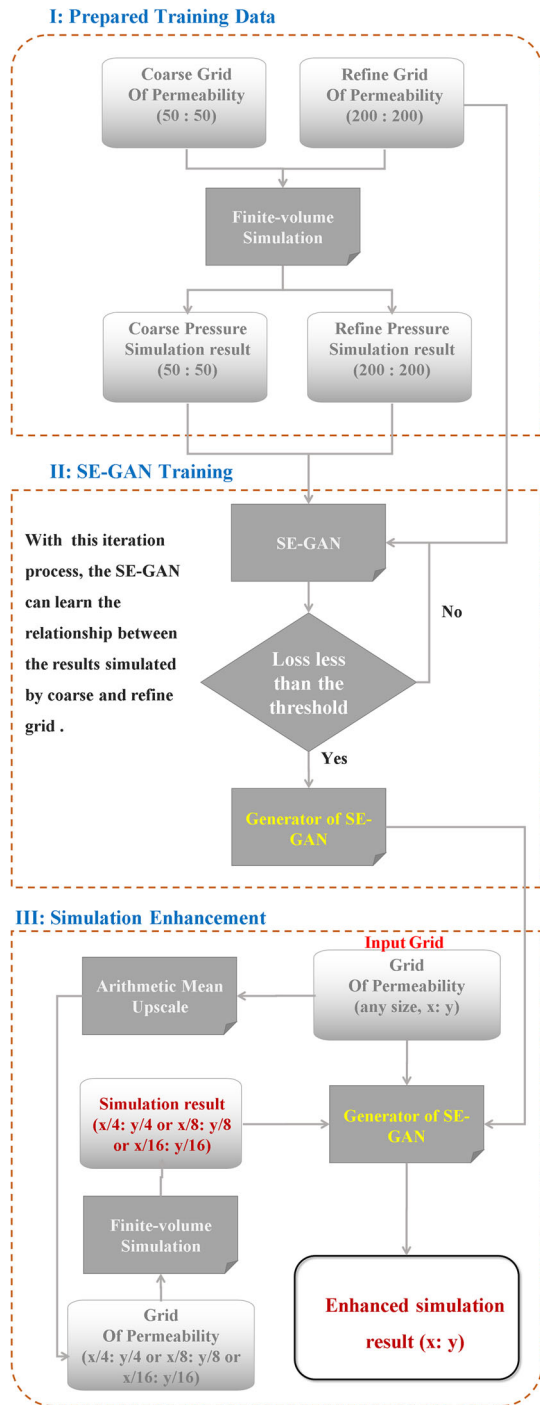 I: Prepared Training Data
Coarse Grid
Of Permeability
(50 : 50)
Refine Grid
Of Permeability
(200 : 200)
Finite-volume
Simulation
Coarse Pressure
Simulation result
(50 : 50)
Refine Pressure
Simulation result
(200 : 200)
II: SE-GAN Training
With this iteration
process, the SE-GAN
can learn the
relationship between
the results simulated
by coarse and refine
grid .
SE-GAN
No
Loss less
than the
threshold
Yes
Generator of SE-
GAN
III: Simulation Enhancement
Input Grid
Grid
Of Permeability
(any size, x: y)
Arithmetic Mean
Upscale
Simulation result
(x/4: y/4 or x/8: y/8
or x/16: y/16)
Generator of SE-
GAN
Finite-volume
Simulation
Grid
Of Permeability
(x/4: y/4 or x/8: y/8 or
x/16: y/16)
Enhanced simulation
result (x: y)